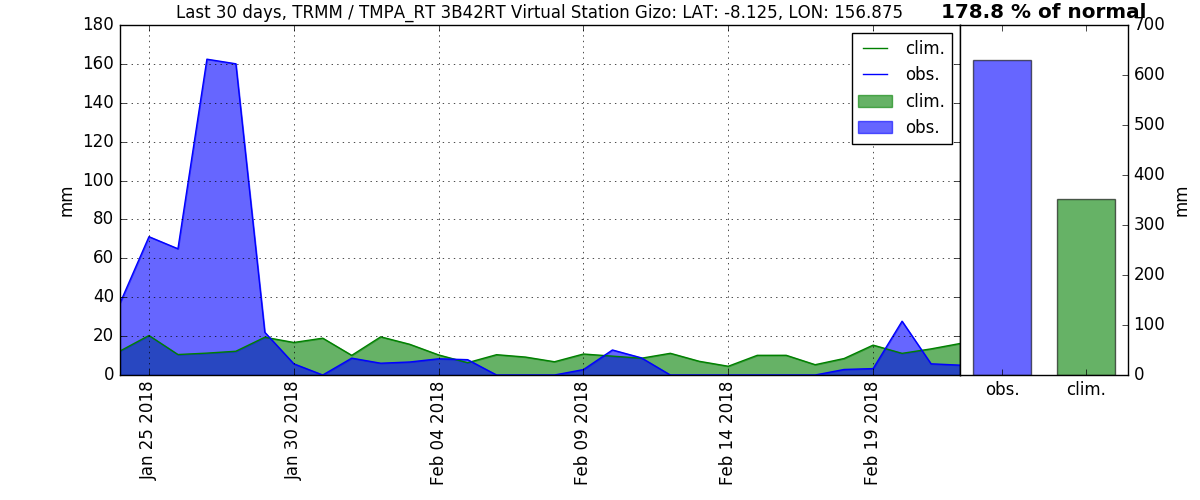 Last 30 days, TRMM / TMPA_RT 3B42RT Virtual Station Gizo: LAT: -8.125, LON: 156.875
178.8 % of normal
180
160
140
120
100
80
60
40
20
0
mm
clim.
obs.
clim.
obs.
Jan 25 2018
Jan 30 2018
Feb 04 2018
Feb 09 2018
Feb 14 2018
Feb 19 2018
700
600
500
400
300
200
100
0
mm
obs.
clim.